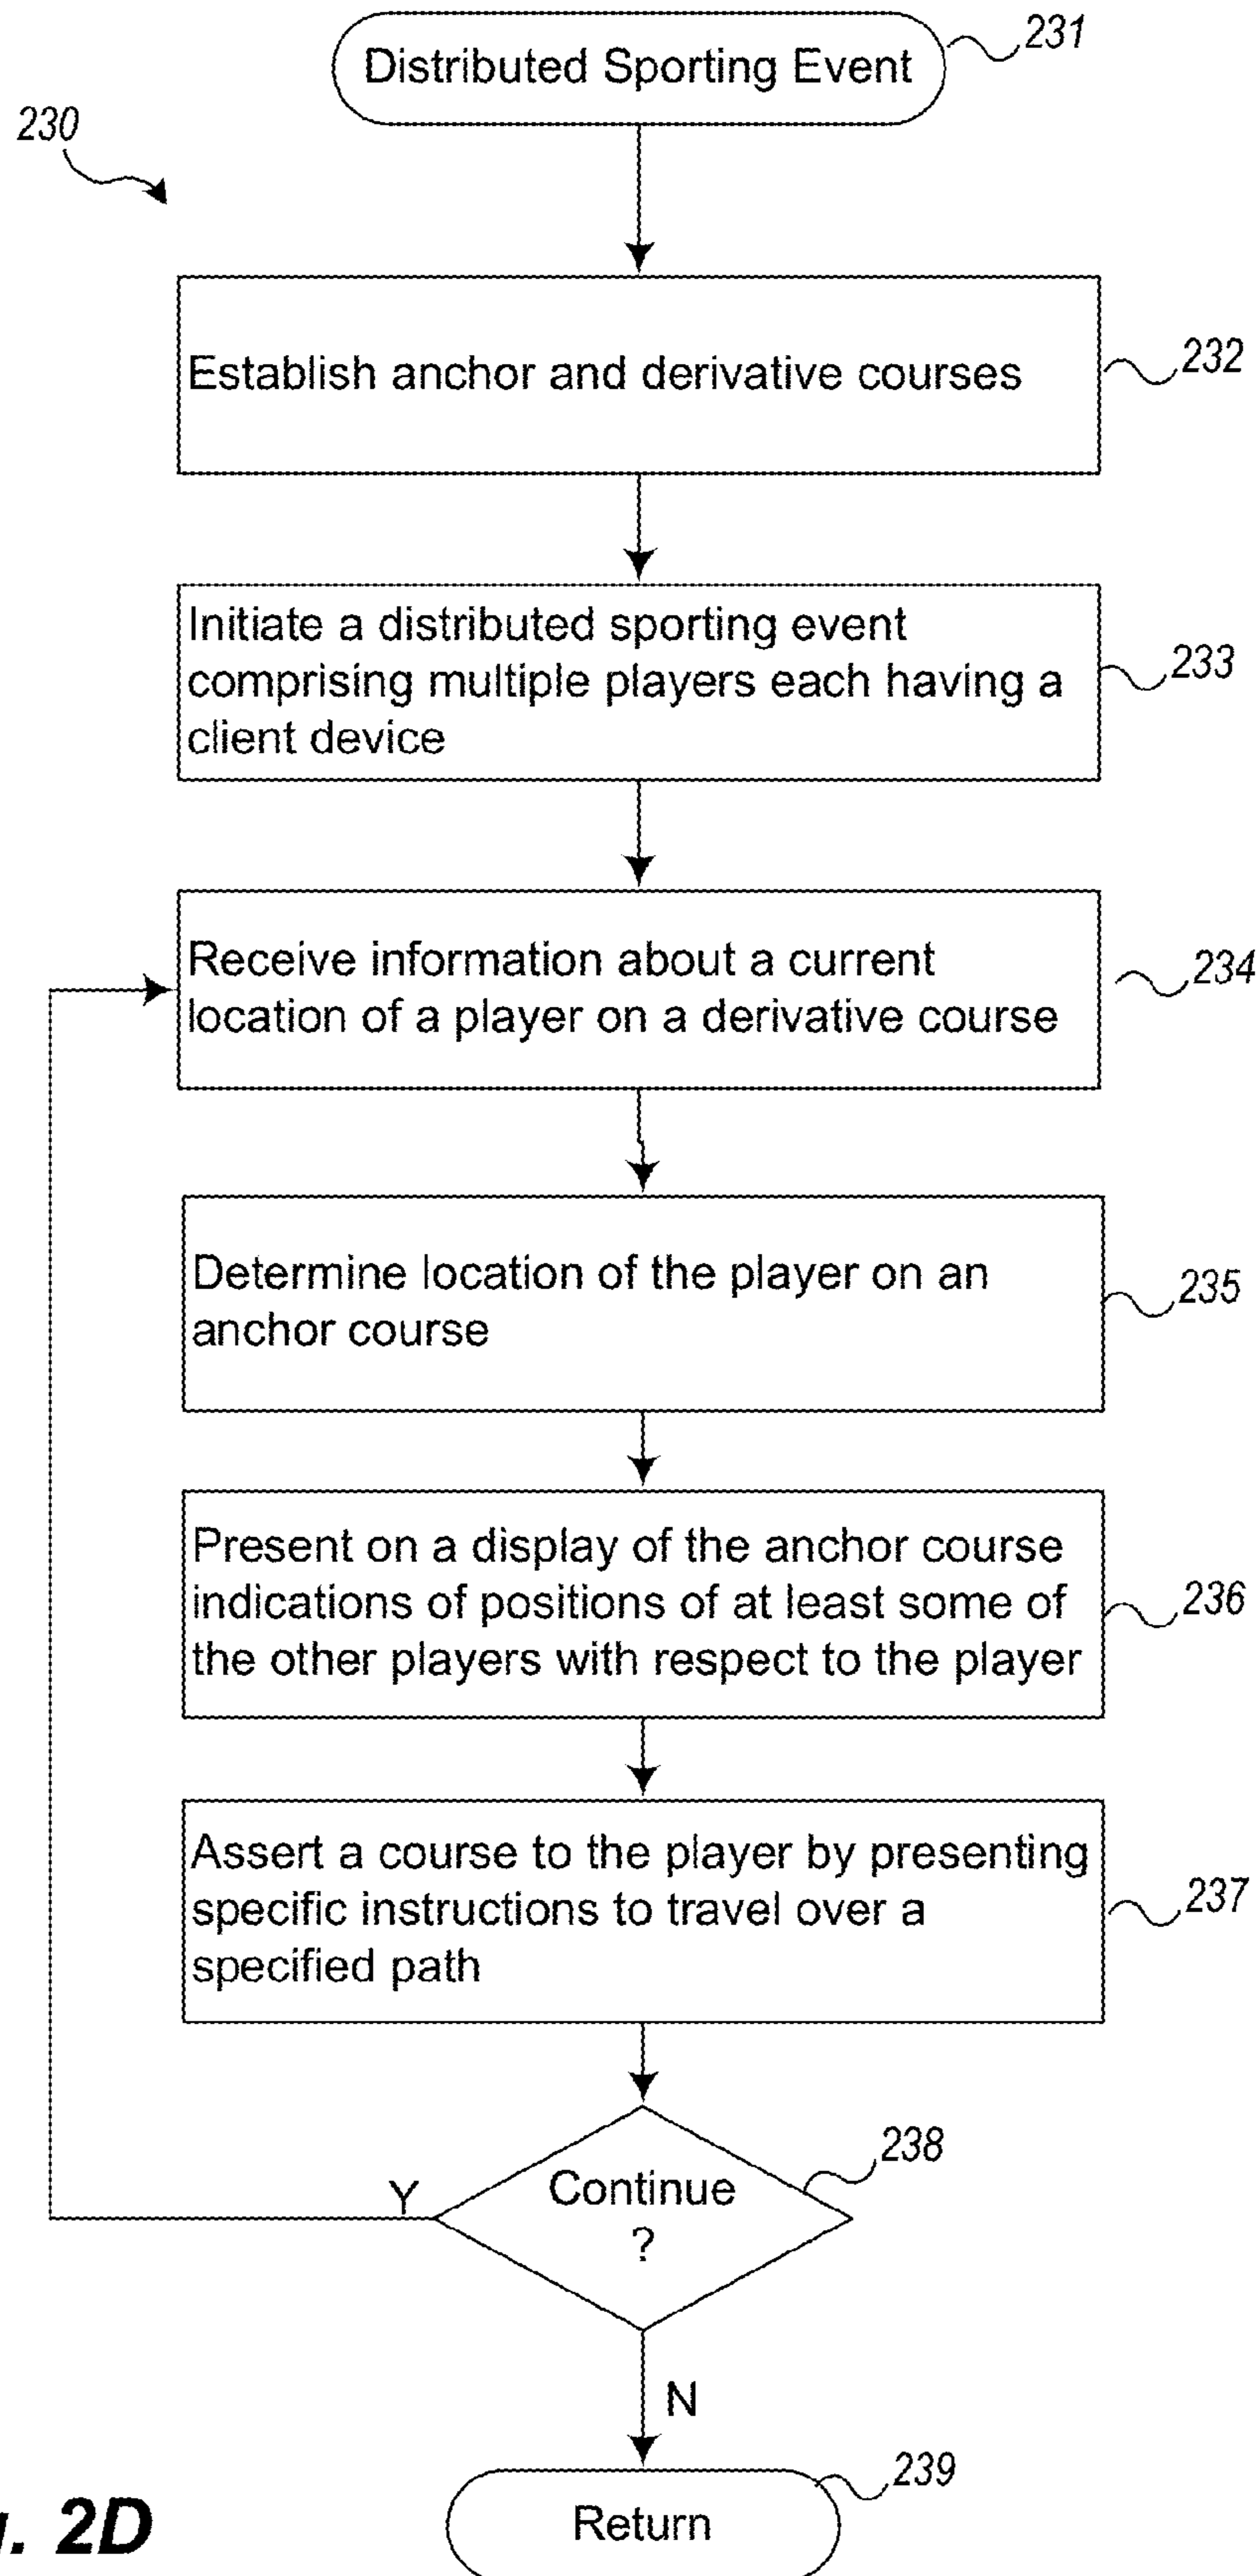 Distributed Sporting Event
231
230
Establish anchor and derivative courses
232
Initiate a distributed sporting event
comprising multiple players each having a
client device
233
Receive information about a current
location of a player on a derivative course
234
Determine location of the player on an
anchor course
235
Present on a display of the anchor course
indications of positions of at least some of
the other players with respect to the player
236
Assert a course to the player by presenting
specific instructions to travel over a
specified path
237
Continue
?
238
Y
N
Return
239
2D